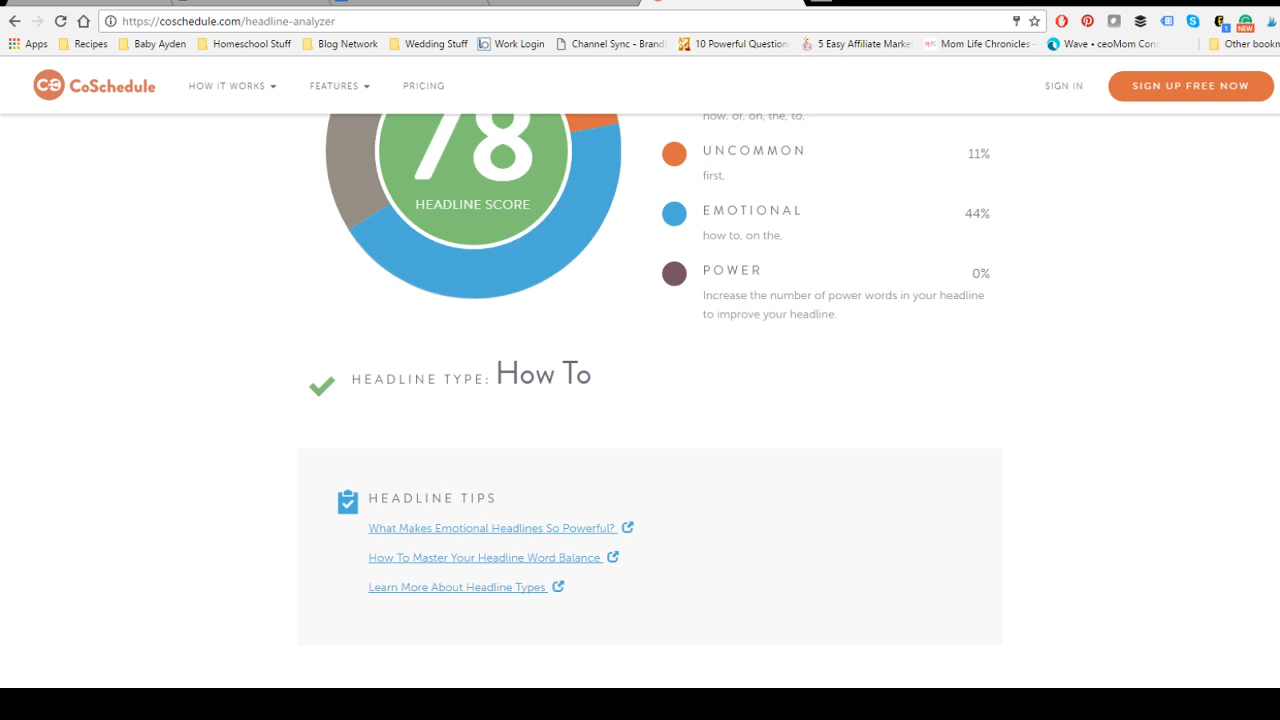 https://coschedule.com/headline-analyzer
Apps Recipes Baby Ayden Homeschool Stuff Blog Network Wedding Stuff Work Login Channel Sync - Brandi 10 Powerful Question 5 Easy Affiliate Market Mom Life Chronicles - Wave • ceoMom Con Other bookm
NEW
CoSchedule HOW IT WORKS FEATURES PRICING SIGN IN SIGN UP FREE NOW
now, of, on, the, to,
78
HEADLINE SCORE
UNCOMMON 11%
first,
EMOTIONAL 44%
how to, on the,
POWER 0%
Increase the number of power words in your headline
to improve your headline.
HEADLINE TYPE: How To
HEADLINE TIPS
What Makes Emotional Headlines So Powerful?
How To Master Your Headline Word Balance
Learn More About Headline Types